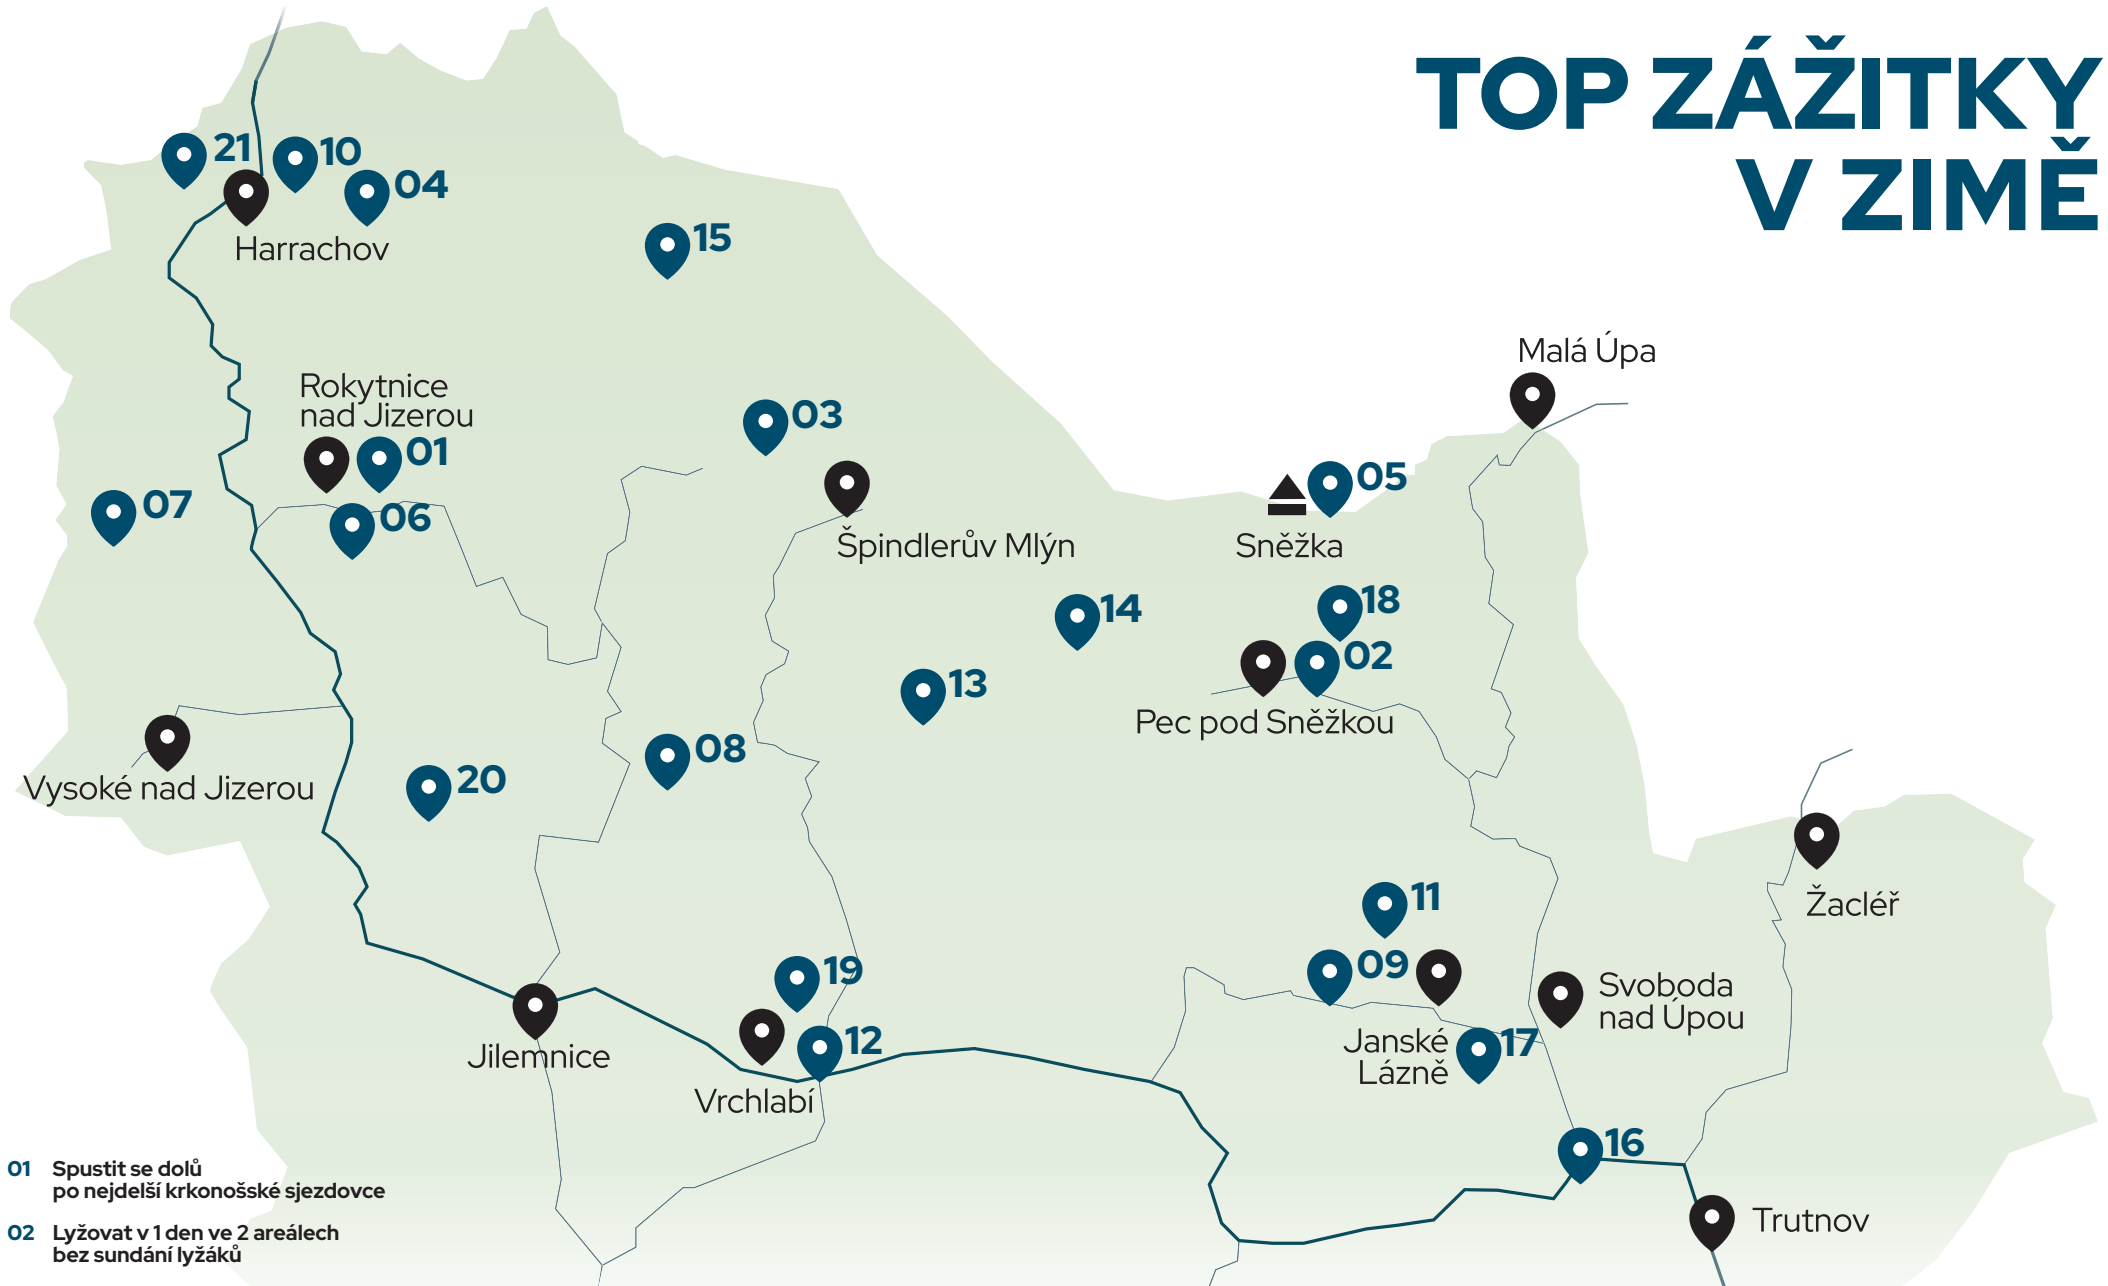 TOP ZÁŽITKY
V ZIMĚ
21
10
04
Harrachov
15
Malá Úpa
Rokytnice
nad Jizerou
03
01
05
07
06
Špindlerův Mlýn
Sněžka
14
18
02
13
Pec pod Sněžkou
08
20
Vysoké nad Jizerou
11
Žacléř
19
09
Svoboda
nad Úpou
12
Janské
Lázně
17
Jilemnice
Vrchlabí
16
Trutnov
01 Spustit se dolů
po nejdelší krkonošské sjezdovce
02 Lyžovat v 1 den ve 2 areálech
bez sundání lyžáků